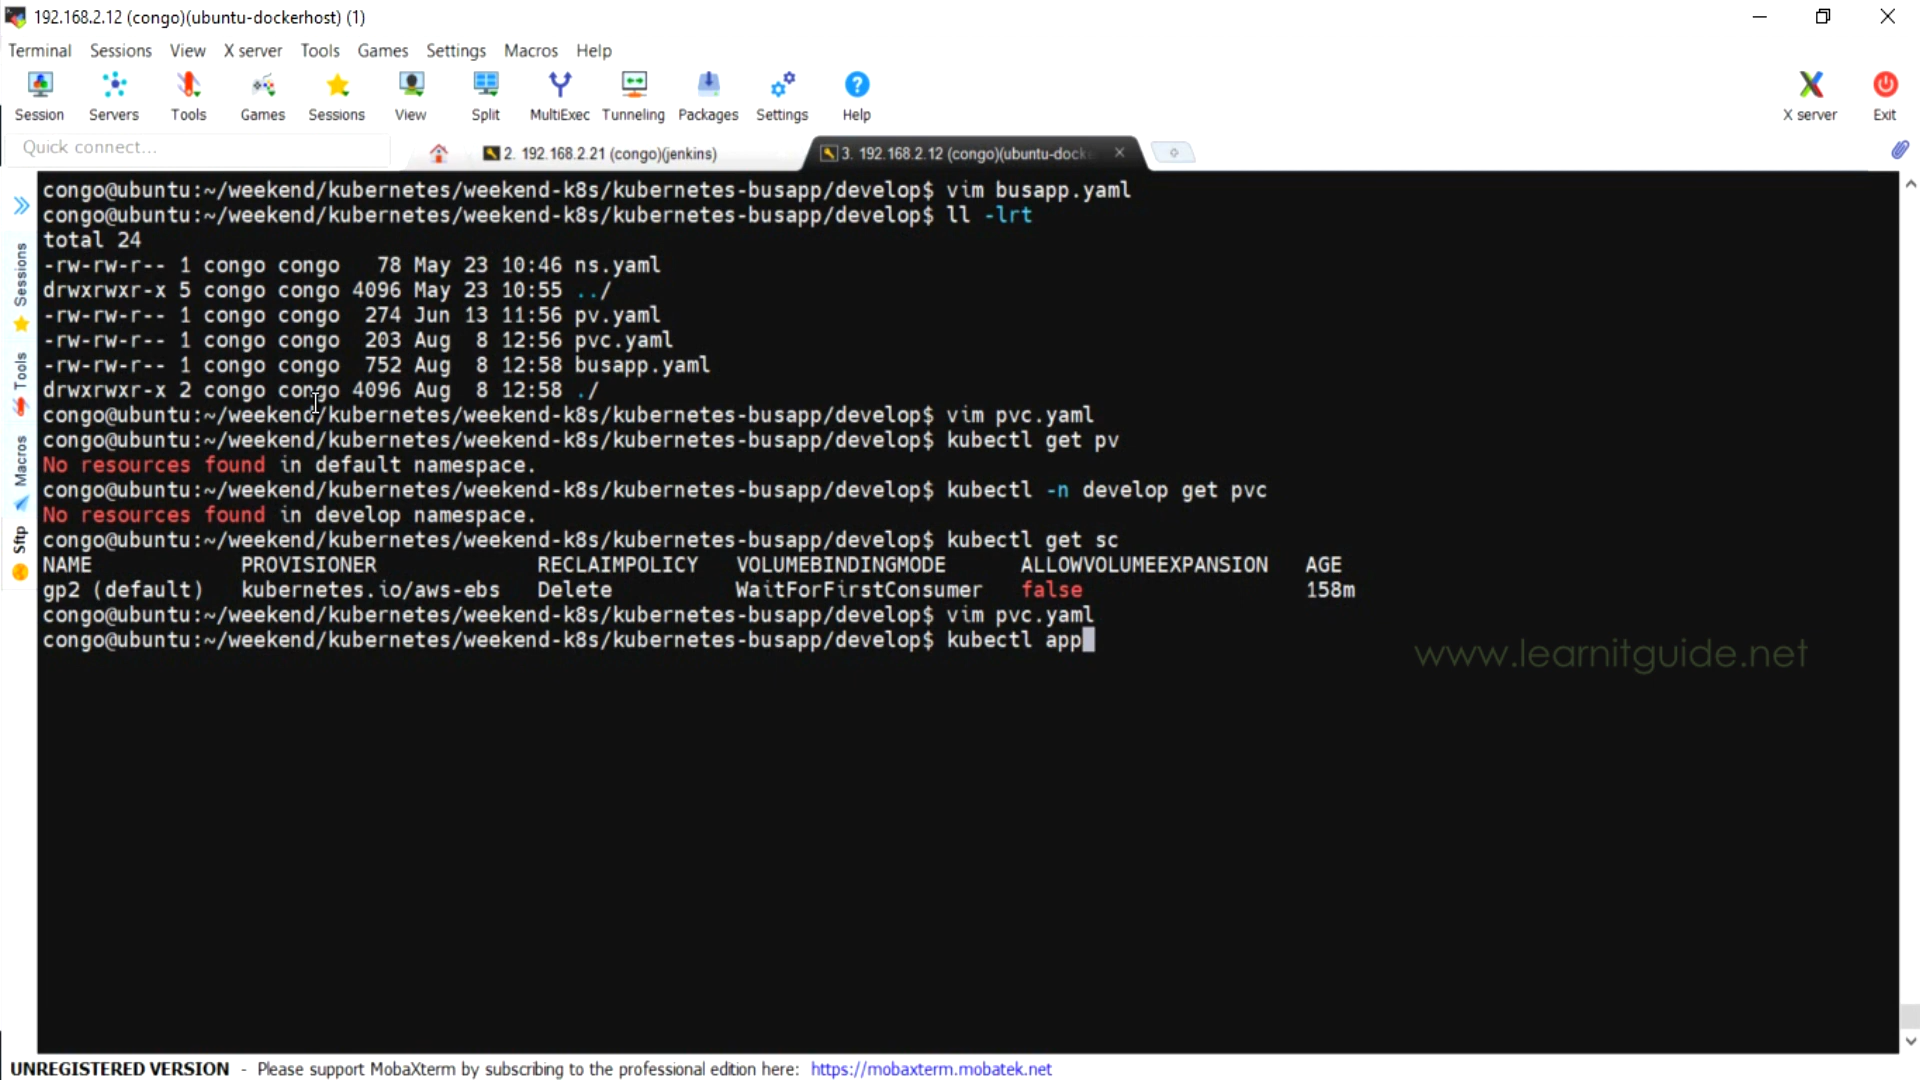 192.168.2.12 (congo)(ubuntu-dockerhost) (1)
Terminal Sessions View X server Tools Games Settings Macros Help
Session Servers Tools Games Sessions View Split MultiExec Tunneling Packages Settings Help X server Exit
Quick connect...
2. 192.168.2.21 (congo)(jenkins)
3. 192.168.2.12 (congo)(ubuntu-dock
congo@ubuntu:~/weekend/kubernetes/weekend-k8s/kubernetes-busapp/develop$ vim busapp.yaml
congo@ubuntu:~/weekend/kubernetes/weekend-k8s/kubernetes-busapp/develop$ ll -lrt
total 24
-rw-rw-r-- 1 congo congo   78 May 23 10:46 ns.yaml
drwxrwxr-x 5 congo congo 4096 May 23 10:55 ../
-rw-rw-r-- 1 congo congo  274 Jun 13 11:56 pv.yaml
-rw-rw-r-- 1 congo congo  203 Aug  8 12:56 pvc.yaml
-rw-rw-r-- 1 congo congo  752 Aug  8 12:58 busapp.yaml
drwxrwxr-x 2 congo congo 4096 Aug  8 12:58 ./
congo@ubuntu:~/weekend/kubernetes/weekend-k8s/kubernetes-busapp/develop$ vim pvc.yaml
congo@ubuntu:~/weekend/kubernetes/weekend-k8s/kubernetes-busapp/develop$ kubectl get pv
No resources found in default namespace.
congo@ubuntu:~/weekend/kubernetes/weekend-k8s/kubernetes-busapp/develop$ kubectl -n develop get pvc
No resources found in develop namespace.
congo@ubuntu:~/weekend/kubernetes/weekend-k8s/kubernetes-busapp/develop$ kubectl get sc
NAME            PROVISIONER             RECLAIMPOLICY   VOLUMEBINDINGMODE      ALLOWVOLUMEEXPANSION   AGE
gp2 (default)   kubernetes.io/aws-ebs   Delete          WaitForFirstConsumer   false                  158m
congo@ubuntu:~/weekend/kubernetes/weekend-k8s/kubernetes-busapp/develop$ vim pvc.yaml
congo@ubuntu:~/weekend/kubernetes/weekend-k8s/kubernetes-busapp/develop$ kubectl app
www.learnitguide.net
Sessions
Tools
Macros
Sftp
UNREGISTERED VERSION - Please support MobaXterm by subscribing to the professional edition here: https://mobaxterm.mobatek.net